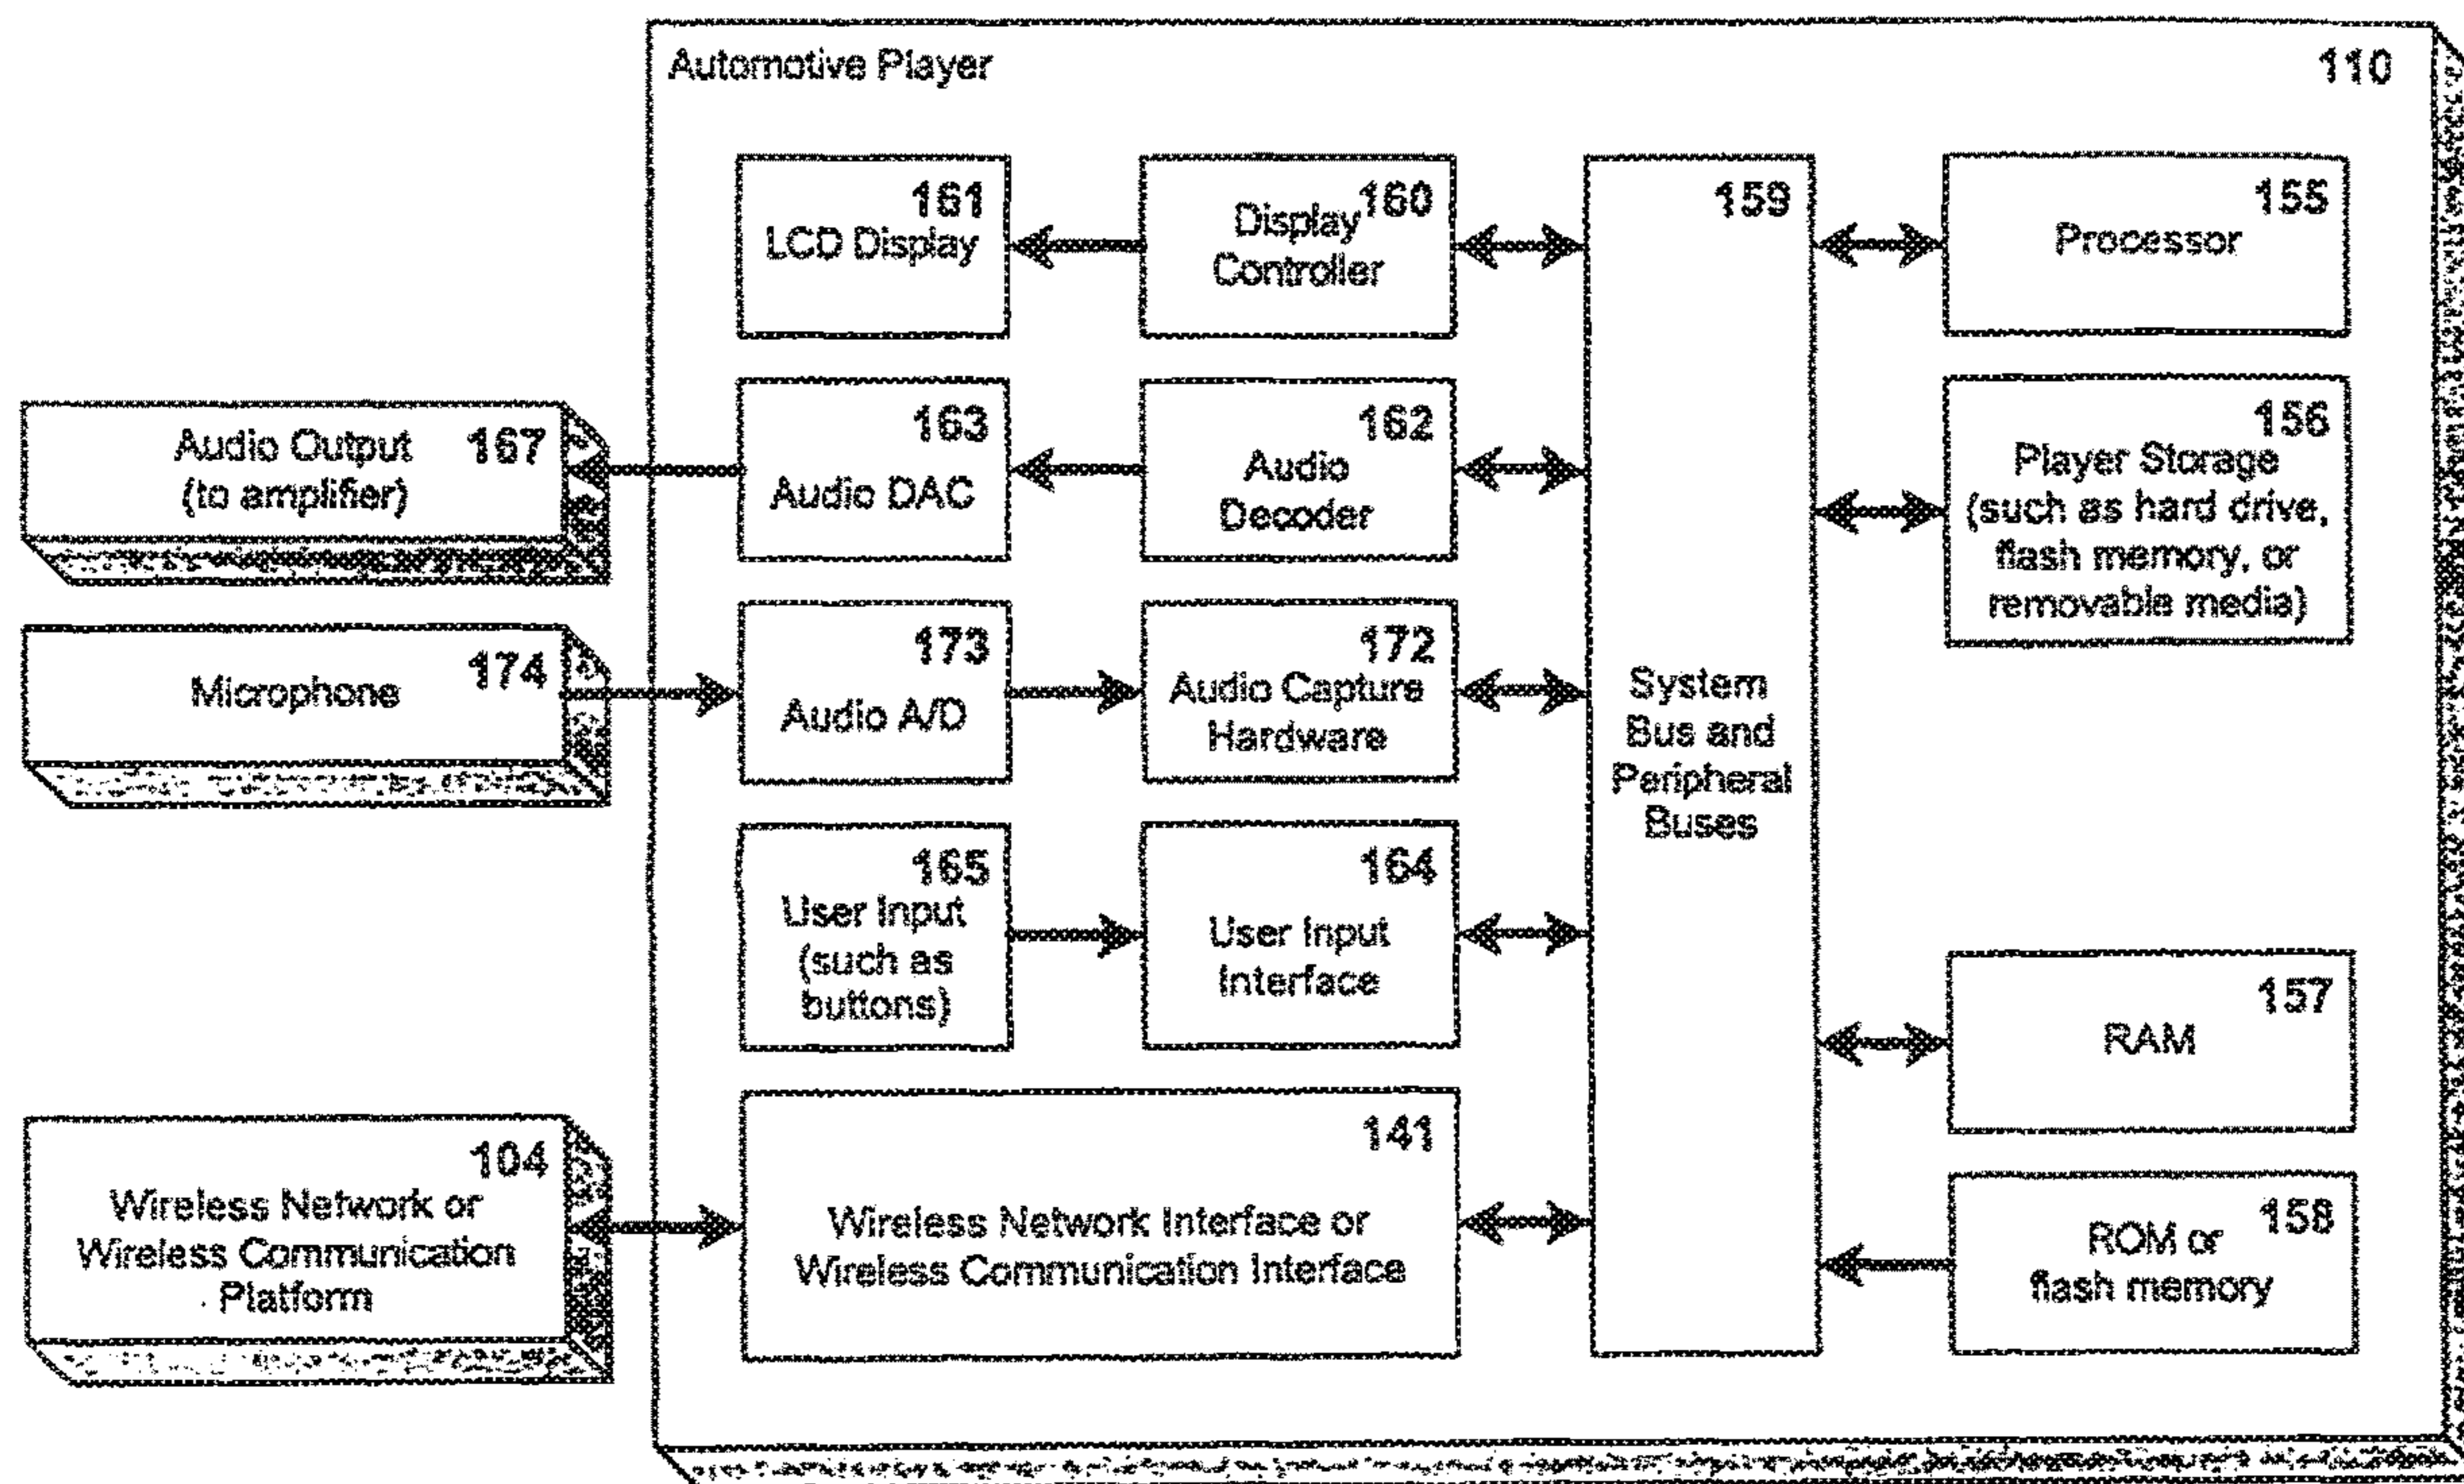 Automotive Player
110
161
LCD Display
160
Display
Controller
159
System
Bus and
Peripheral
Buses
155
Processor
167
Audio Output
(to amplifier)
163
Audio DAC
162
Audio
Decoder
156
Player Storage
(such as hard drive,
flash memory, or
removable media)
174
Microphone
173
Audio A/D
172
Audio Capture
Hardware
165
User Input
(such as
buttons)
164
User Input
Interface
157
RAM
104
Wireless Network or
Wireless Communication
Platform
141
Wireless Network Interface or
Wireless Communication Interface
158
ROM or
flash memory